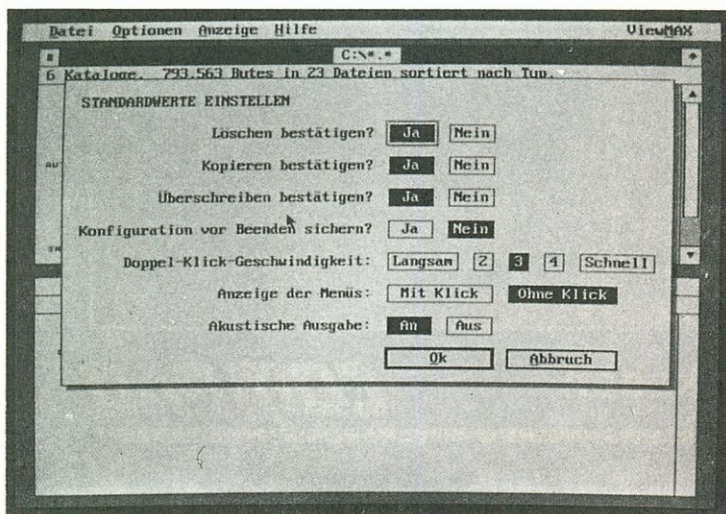 Datei Optionen Anzeige Hilfe ViewMAX
C:\*.*
6 Kataloge. 793.563 Bytes in 23 Dateien sortiert nach Typ.
STANDARDWERTE EINSTELLEN
Löschen bestätigen? Ja Nein
Kopieren bestätigen? Ja Nein
Überschreiben bestätigen? Ja Nein
Konfiguration vor Beenden sichern? Ja Nein
Doppel-Klick-Geschwindigkeit: Langsam 2 3 4 Schnell
Anzeige der Menüs: Mit Klick Ohne Klick
Akustische Ausgabe: An Aus
Ok Abbruch